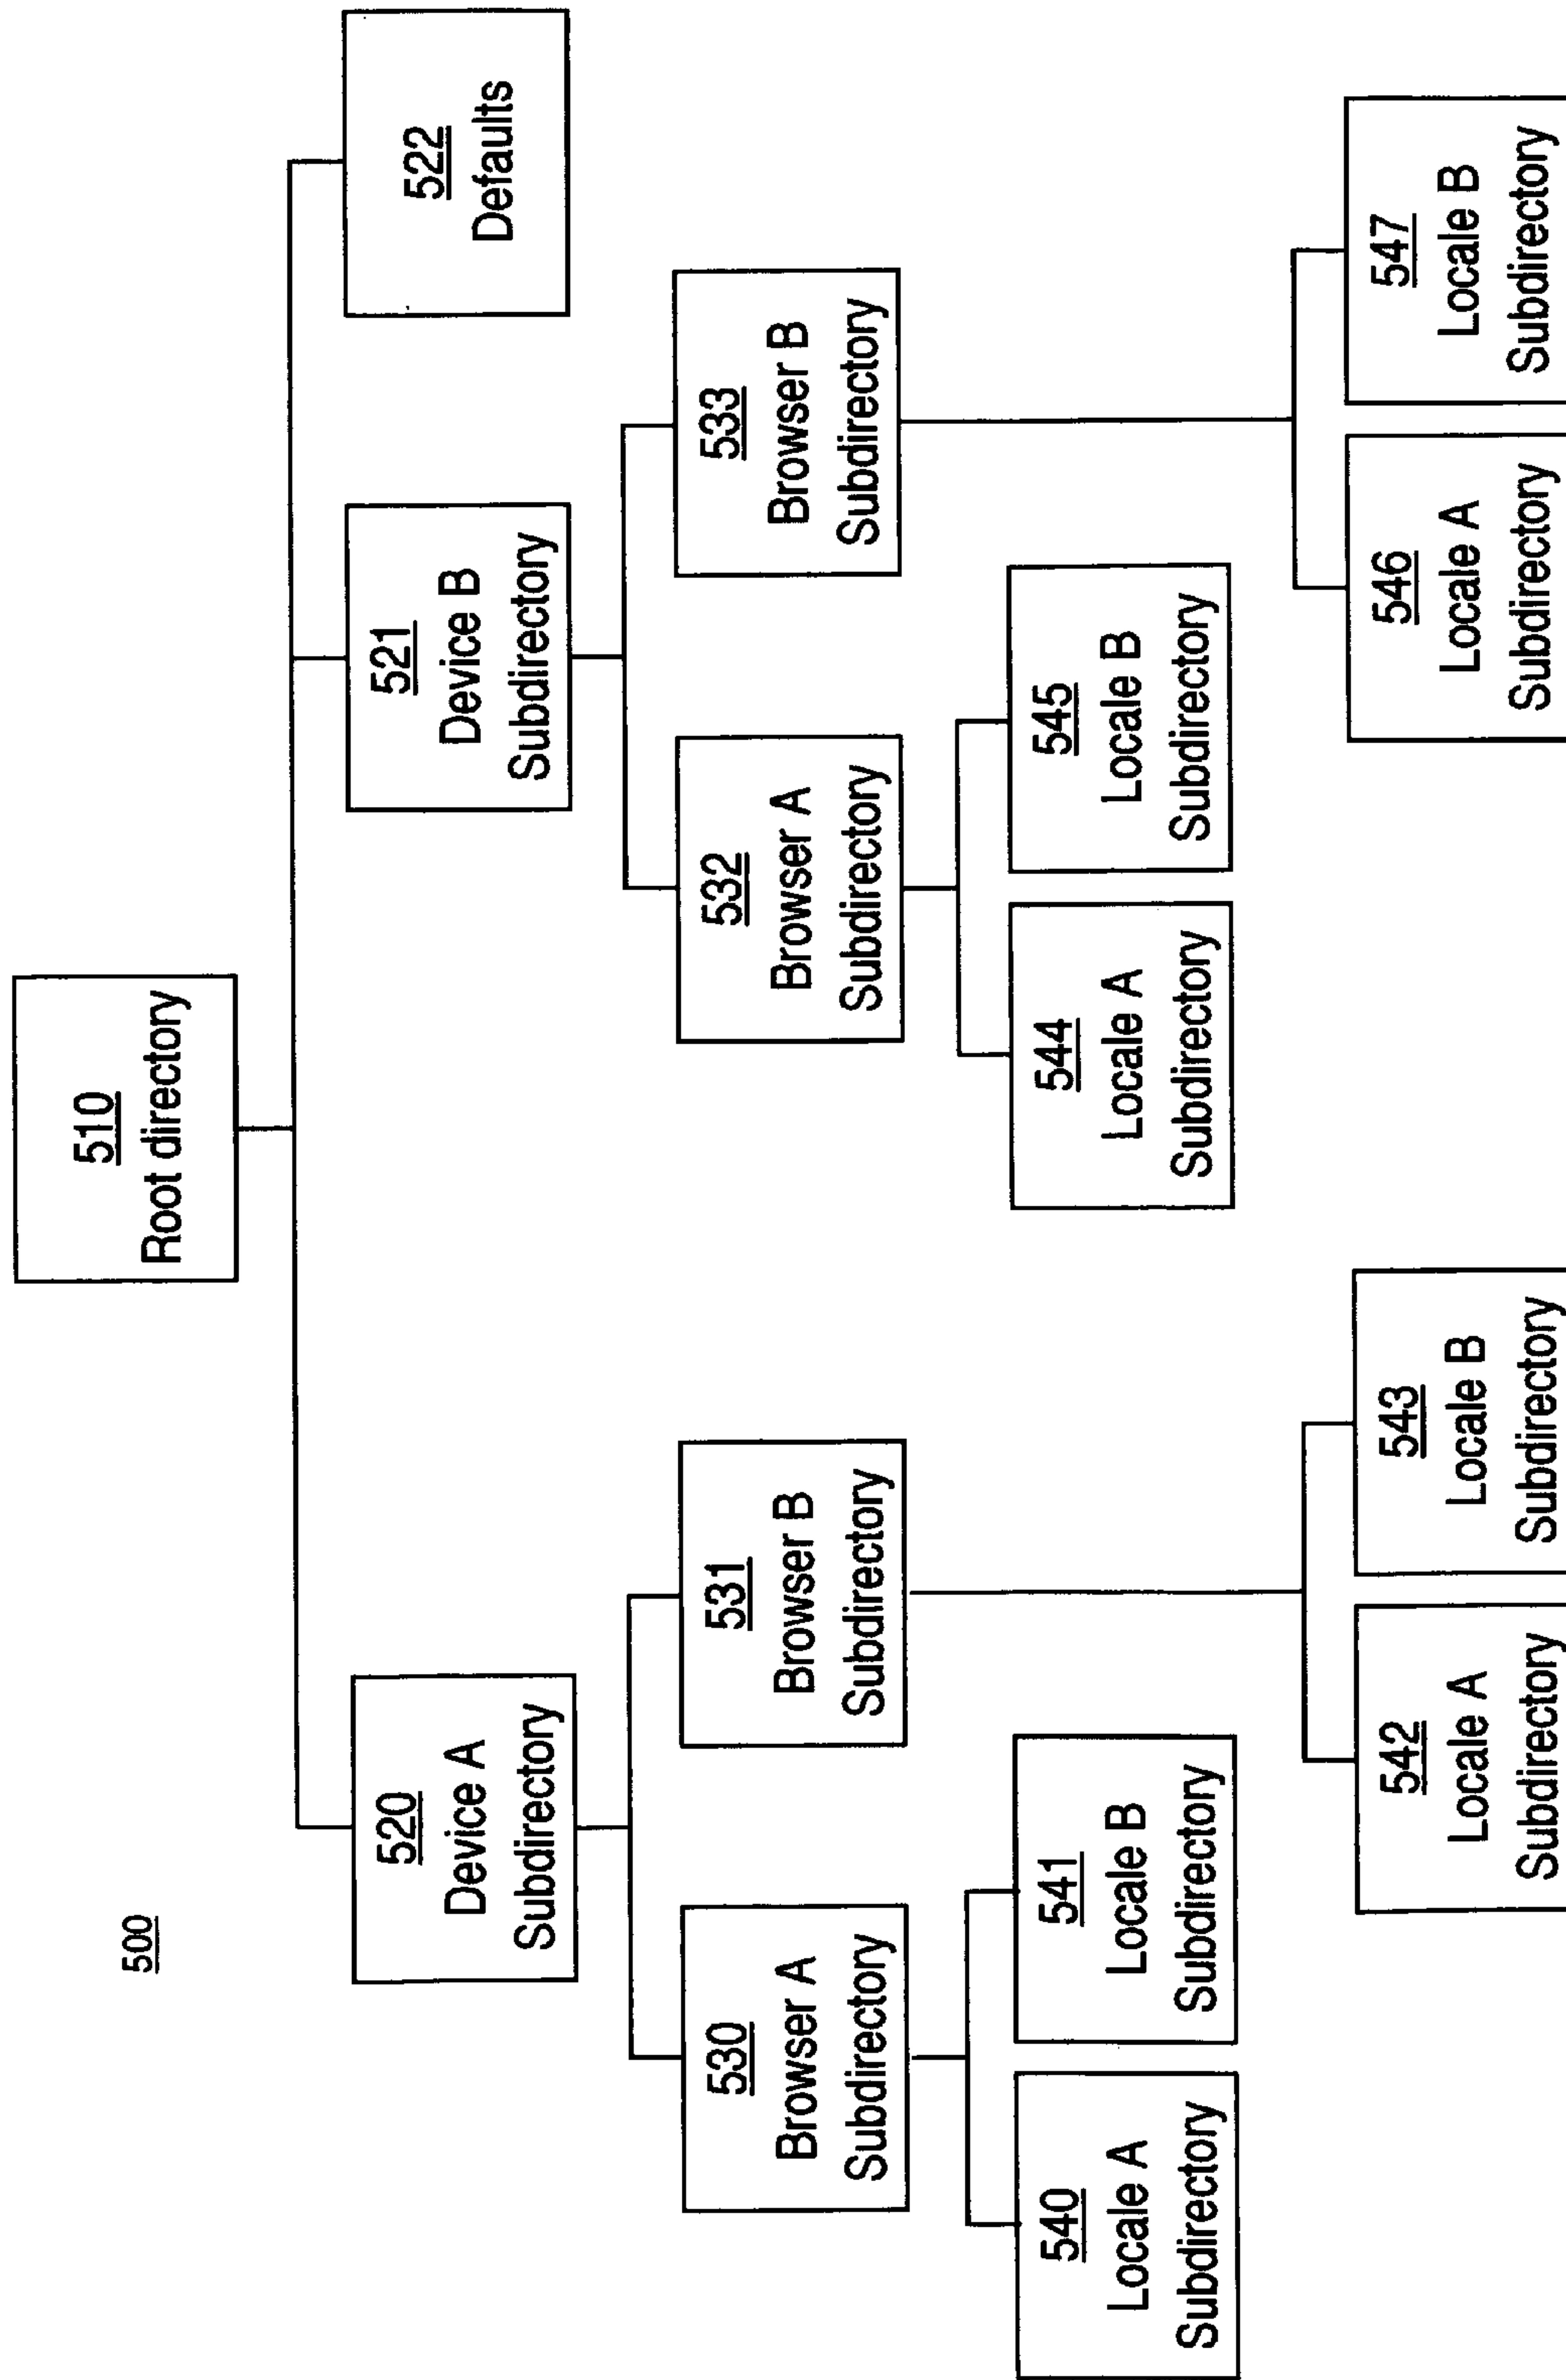 500
510
Root directory
520
Device A
Subdirectory
521
Device B
Subdirectory
522
Defaults
530
Browser A
Subdirectory
531
Browser B
Subdirectory
532
Browser A
Subdirectory
533
Browser B
Subdirectory
540
Locale A
Subdirectory
541
Locale B
Subdirectory
544
Locale A
Subdirectory
545
Locale B
Subdirectory
542
Locale A
Subdirectory
543
Locale B
Subdirectory
546
Locale A
Subdirectory
547
Locale B
Subdirectory